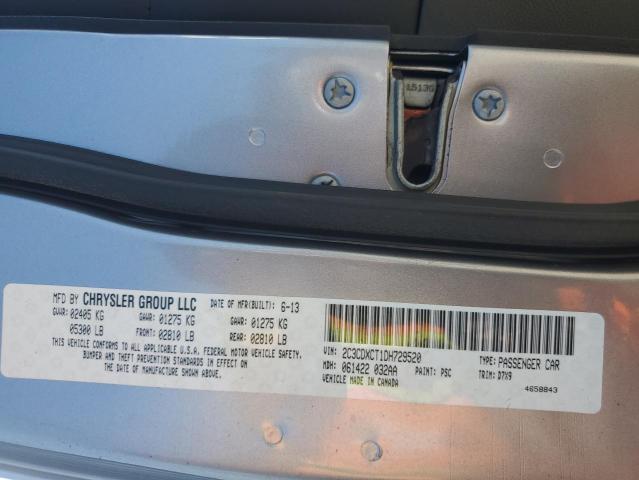 L513G
MFD BY CHRYSLER GROUP LLC DATE OF MFR(BUILT): 6-13
GVWR: 02405 KG GAWR: 01275 KG GAWR: 01275 KG
05300 LB FRONT: 02810 LB REAR: 02810 LB
THIS VEHICLE CONFORMS TO ALL APPLICABLE U.S.A. FEDERAL MOTOR VEHICLE SAFETY,
BUMPER AND THEFT PREVENTION STANDARDS IN EFFECT
ON THE DATE OF MANUFACTURE SHOWN ABOVE.
VIN: 2C3CDXCT1DH729520 TYPE: PASSENGER CAR
MDH: 061422 032AA PAINT: PSC TRIM: D7X9
VEHICLE MADE IN CANADA 4658843